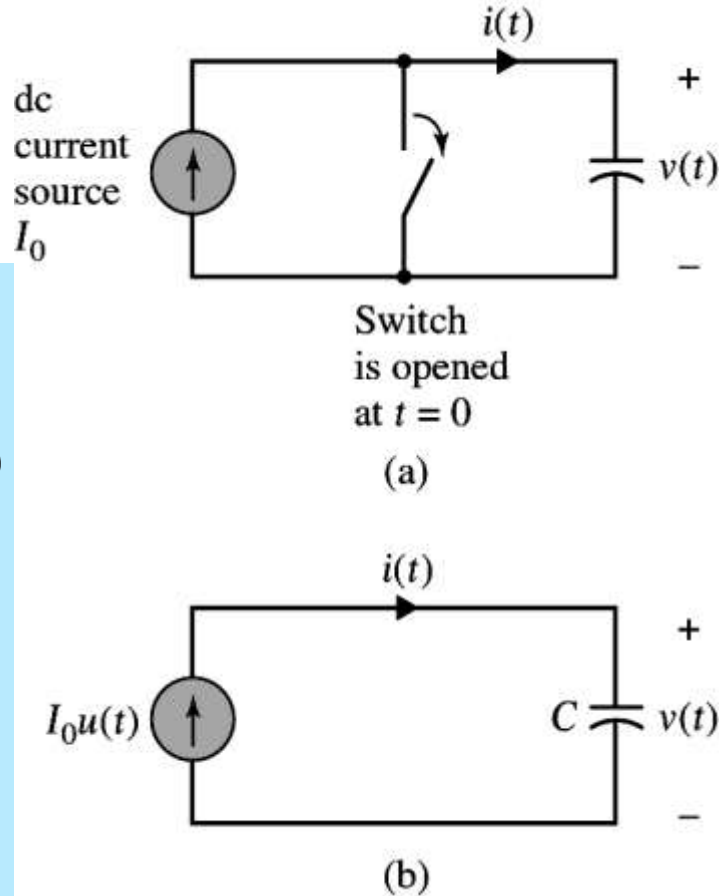 i(t)
dc
current
source
I₀
+
v(t)
−
Switch
is opened
at t = 0
(a)
)
i(t)
I₀u(t)
+
C
v(t)
−
(b)